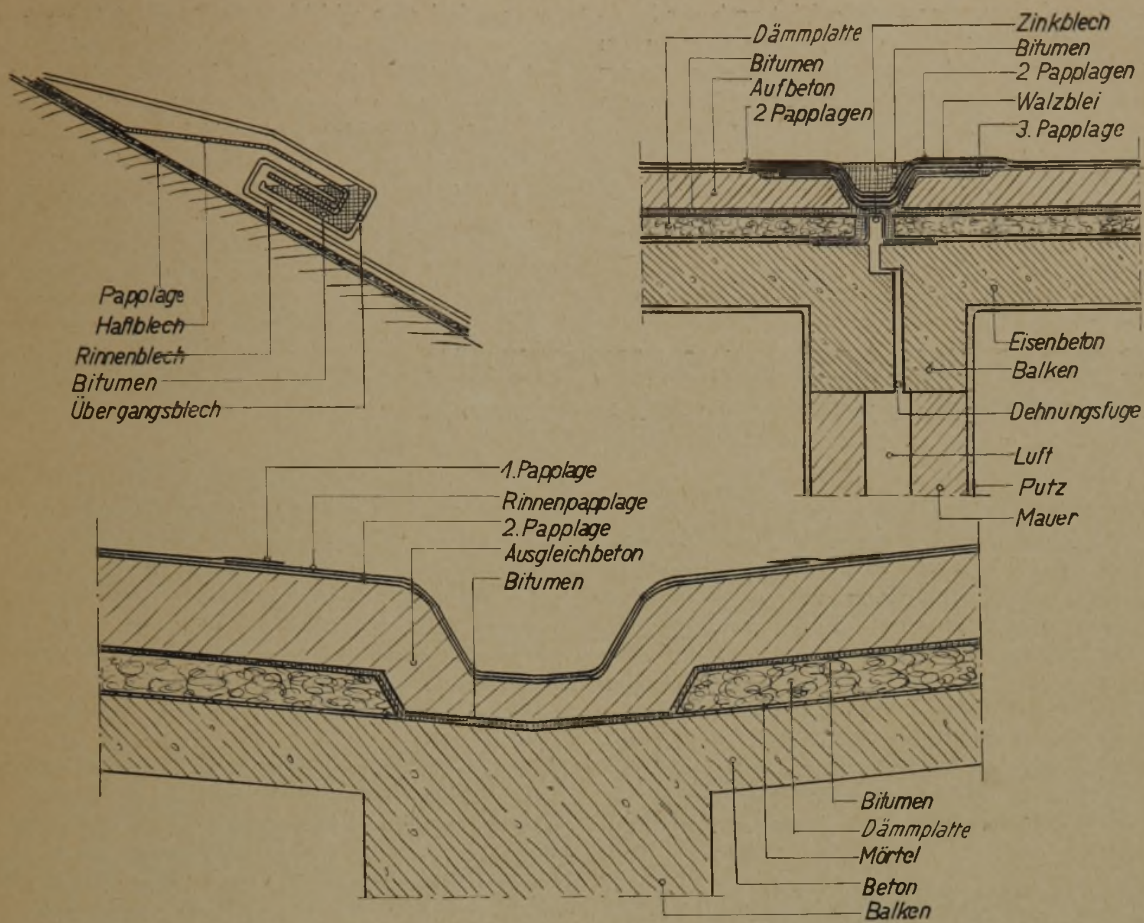 Papplage
Haftblech
Rinnenblech
Bitumen
Übergangsblech
Dämmplatte
Bitumen
Aufbeton
2 Papplagen
Zinkblech
Bitumen
2 Papplagen
Walzblei
3. Papplage
Eisenbeton
Balken
Dehnungsfuge
Luft
Putz
Mauer
1. Papplage
Rinnenpapplage
2. Papplage
Ausgleichbeton
Bitumen
Bitumen
Dämmplatte
Mörtel
Beton
Balken